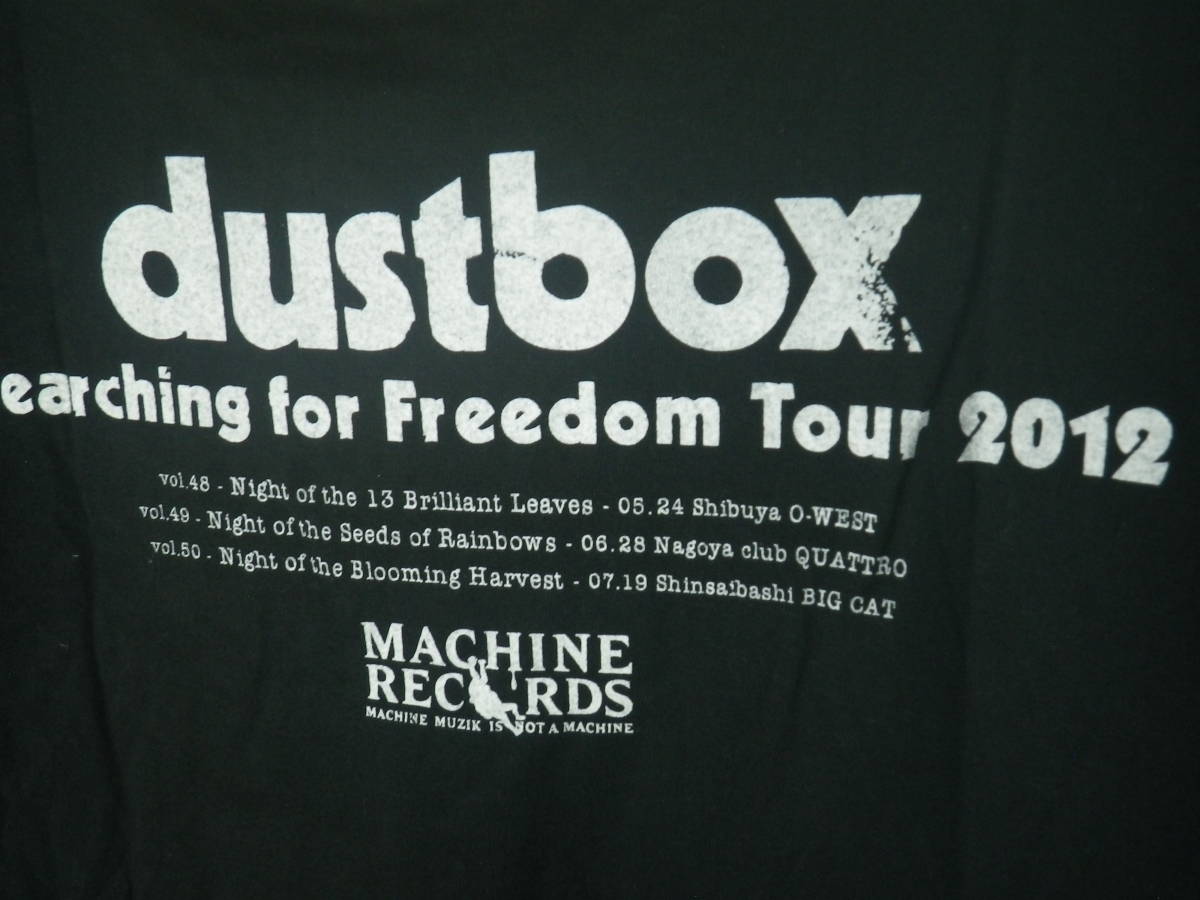 dustbox
earching for Freedom Tour 2012
vol.48 - Night of the 13 Brilliant Leaves - 05.24 Shibuya O-WEST
vol.49 - Night of the Seeds of Rainbows - 06.28 Nagoya club QUATTRO
vol.50 - Night of the Blooming Harvest - 07.19 Shinsaibashi BIG CAT
MACHINE
RECORDS
MACHINE MUZIK IS NOT A MACHINE